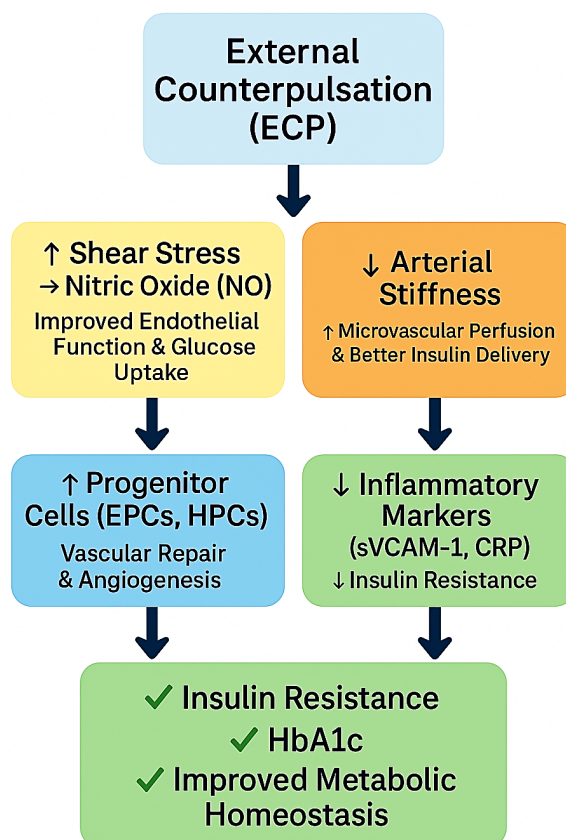 External
Counterpulsation
(ECP)
↑ Shear Stress
→ Nitric Oxide (NO)
Improved Endothelial
Function & Glucose
Uptake
↓ Arterial
Stiffness
↑ Microvascular Perfusion
& Better Insulin Delivery
↑ Progenitor
Cells (EPCs, HPCs)
Vascular Repair
& Angiogenesis
↓ Inflammatory
Markers
(sVCAM-1, CRP)
↓ Insulin Resistance
✓ Insulin Resistance
✓ HbA1c
✓ Improved Metabolic
Homeostasis